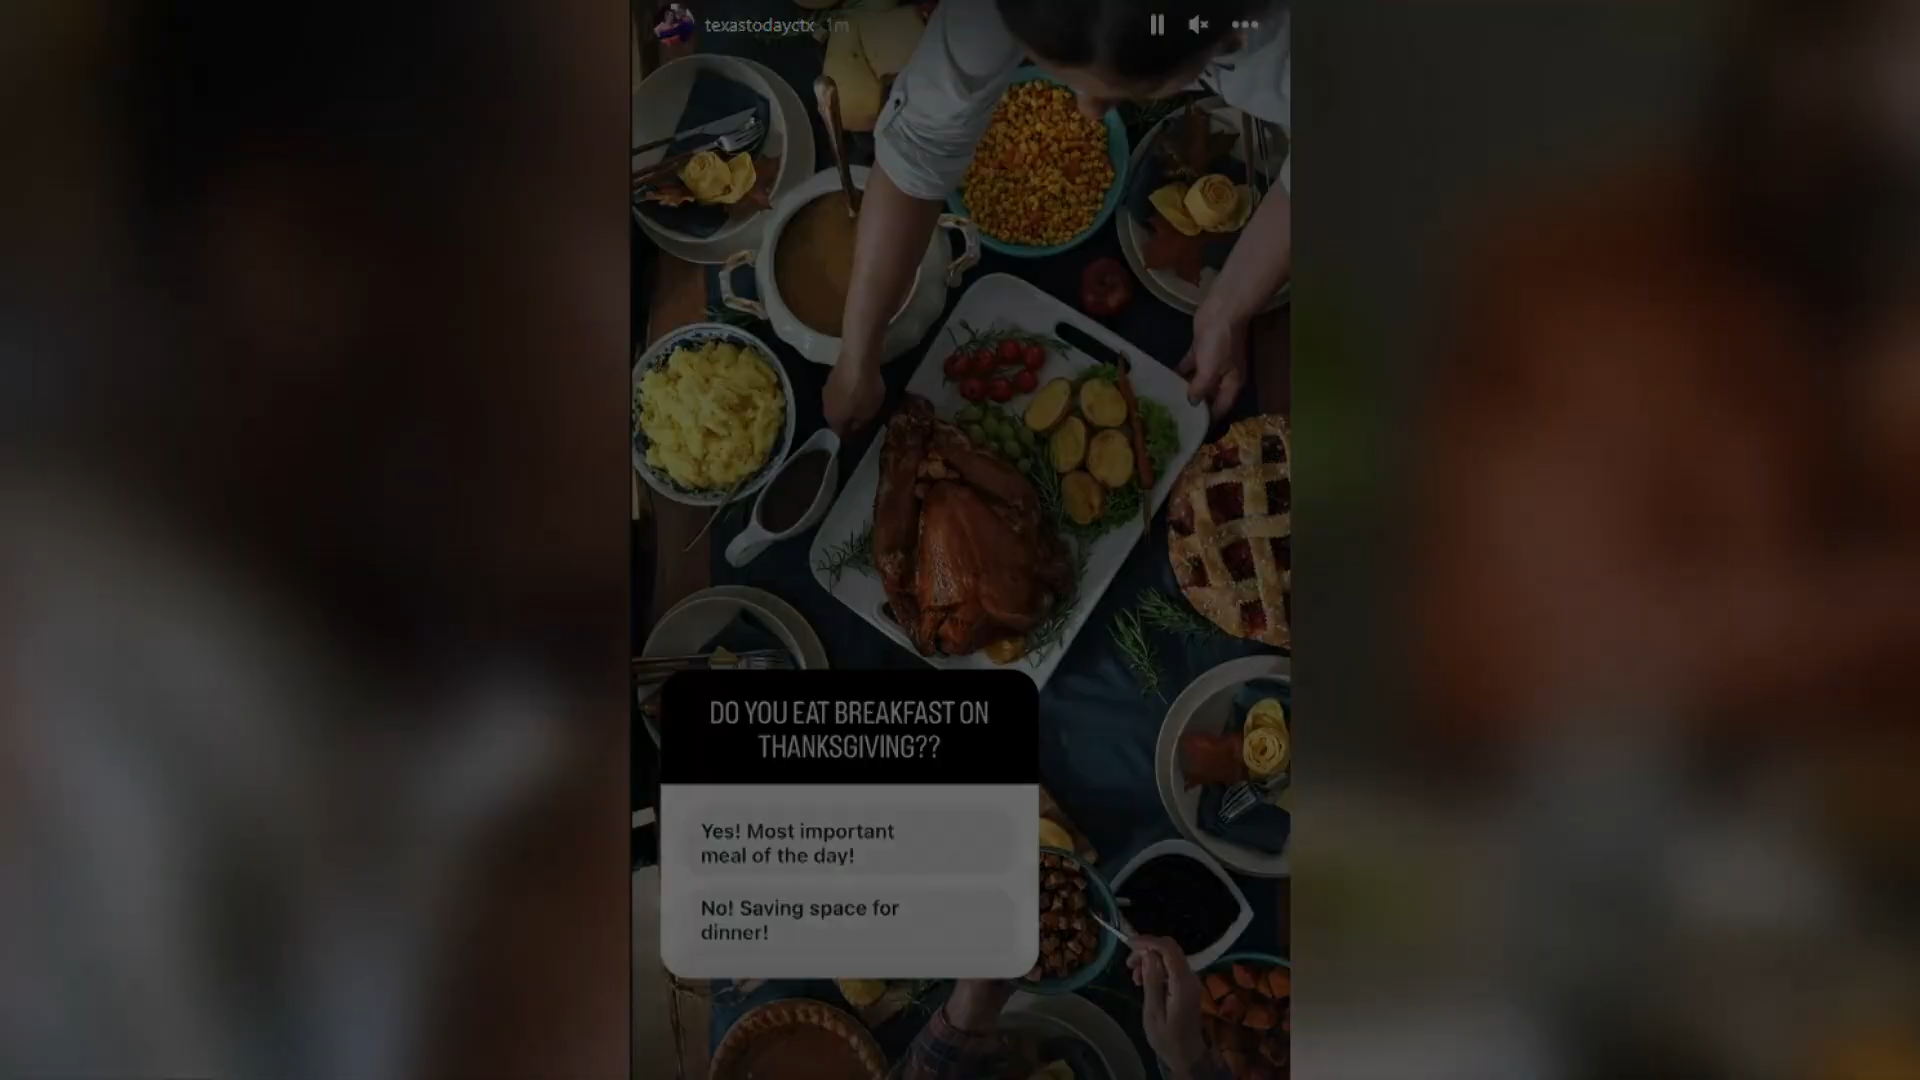 texastodayctx 1m
DO YOU EAT BREAKFAST ON
THANKSGIVING??
Yes! Most important
meal of the day!
No! Saving space for
dinner!